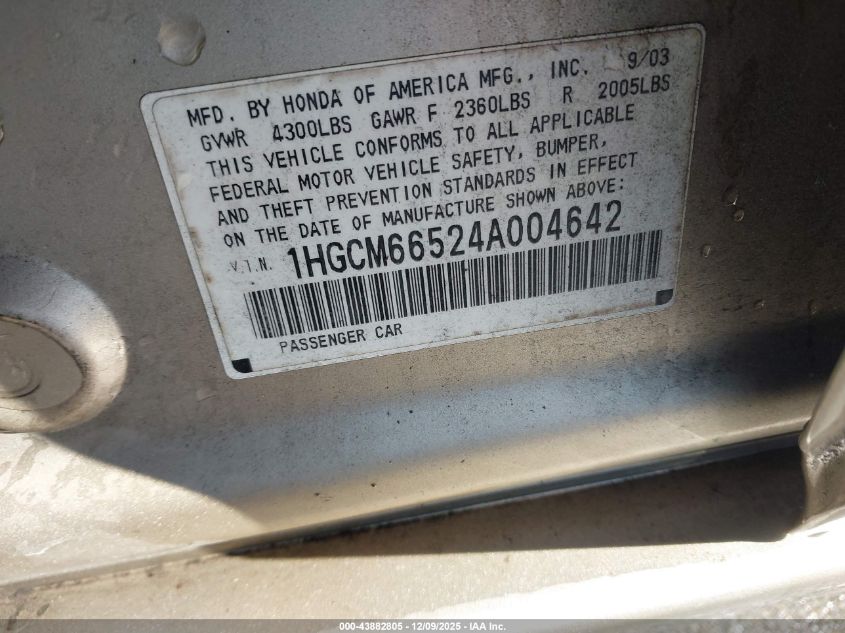 MFD. BY HONDA OF AMERICA MFG., INC. 9/03
GVWR 4300LBS GAWR F 2360LBS R 2005LBS
THIS VEHICLE CONFORMS TO ALL APPLICABLE
FEDERAL MOTOR VEHICLE SAFETY, BUMPER,
AND THEFT PREVENTION STANDARDS IN EFFECT
ON THE DATE OF MANUFACTURE SHOWN ABOVE:
V.I.N. 1HGCM66524A004642
PASSENGER CAR
000-43882805 - 12/09/2025 - IAA Inc.